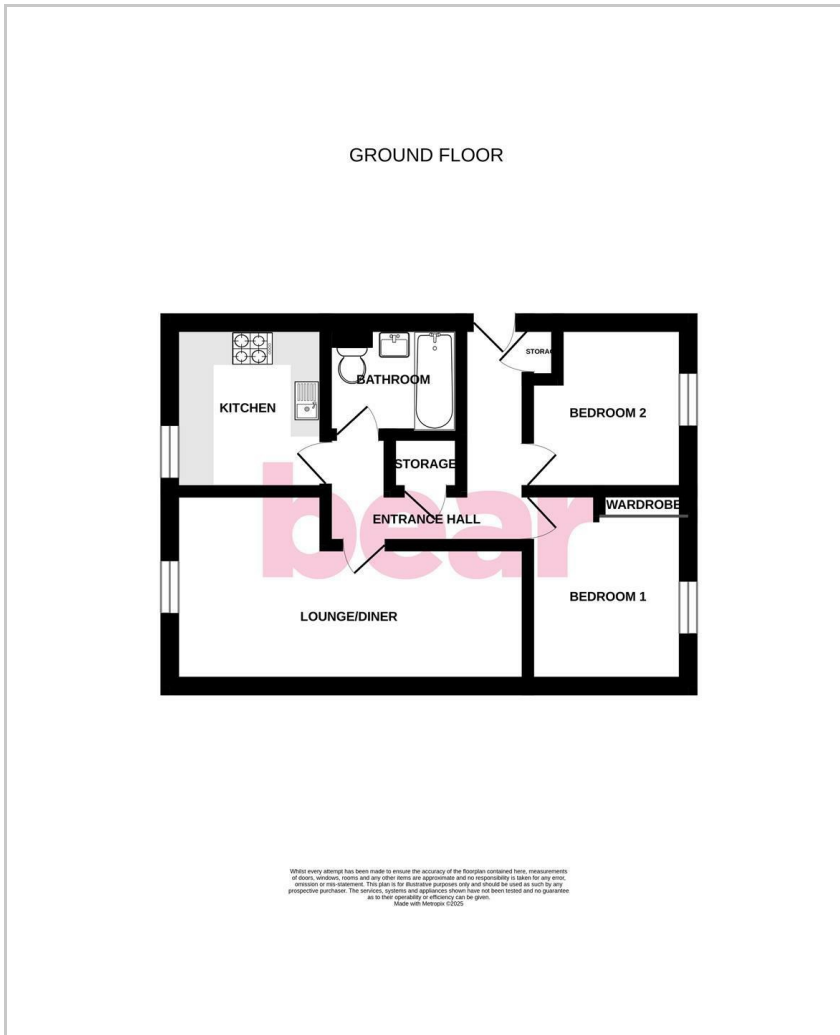 GROUND FLOOR
STORAG
BATHROOM
KITCHEN
BEDROOM 2
STORAGE
WARDROBE
ENTRANCE HALL
bear
BEDROOM 1
LOUNGE/DINER
Whilst every attempt has been made to ensure the accuracy of the floorplan contained here, measurements
of doors, windows, rooms and any other items are approximate and no responsibility is taken for any error,
omission or mis-statement. This plan is for illustrative purposes only and should be used as such by any
prospective purchaser. The services, systems and appliances shown have not been tested and no guarantee
as to their operability or efficiency can be given.
Made with Metropix ©2025